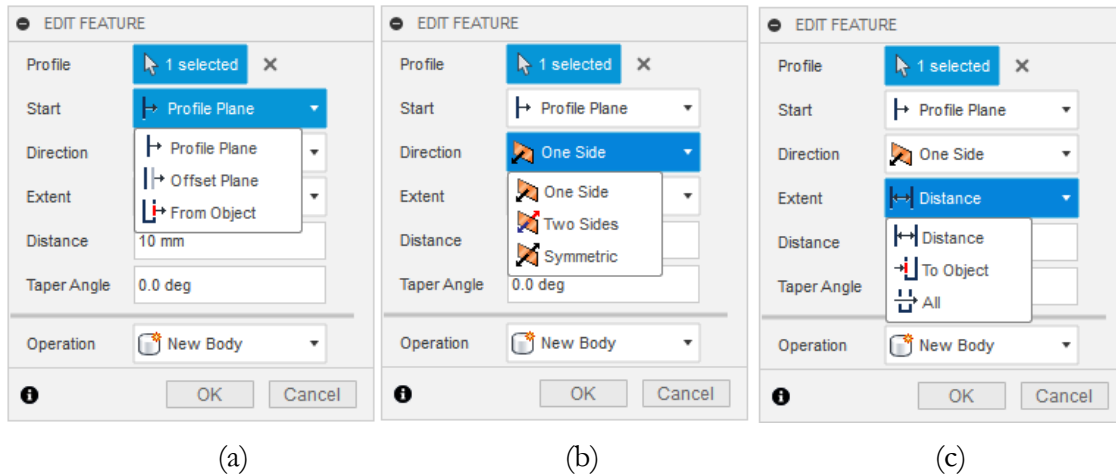 EDIT FEATURE
Profile 1 selected
Start Profile Plane
Profile Plane
Direction
Offset Plane
Extent
From Object
Distance 10 mm
Taper Angle 0.0 deg
Operation New Body
OK Cancel
(a)
EDIT FEATURE
Profile 1 selected
Start Profile Plane
Direction One Side
Extent One Side
Two Sides
Distance
Symmetric
Taper Angle 0.0 deg
Operation New Body
OK Cancel
(b)
EDIT FEATURE
Profile 1 selected
Start Profile Plane
Direction One Side
Extent Distance
Distance Distance
To Object
Taper Angle
All
Operation New Body
OK Cancel
(c)